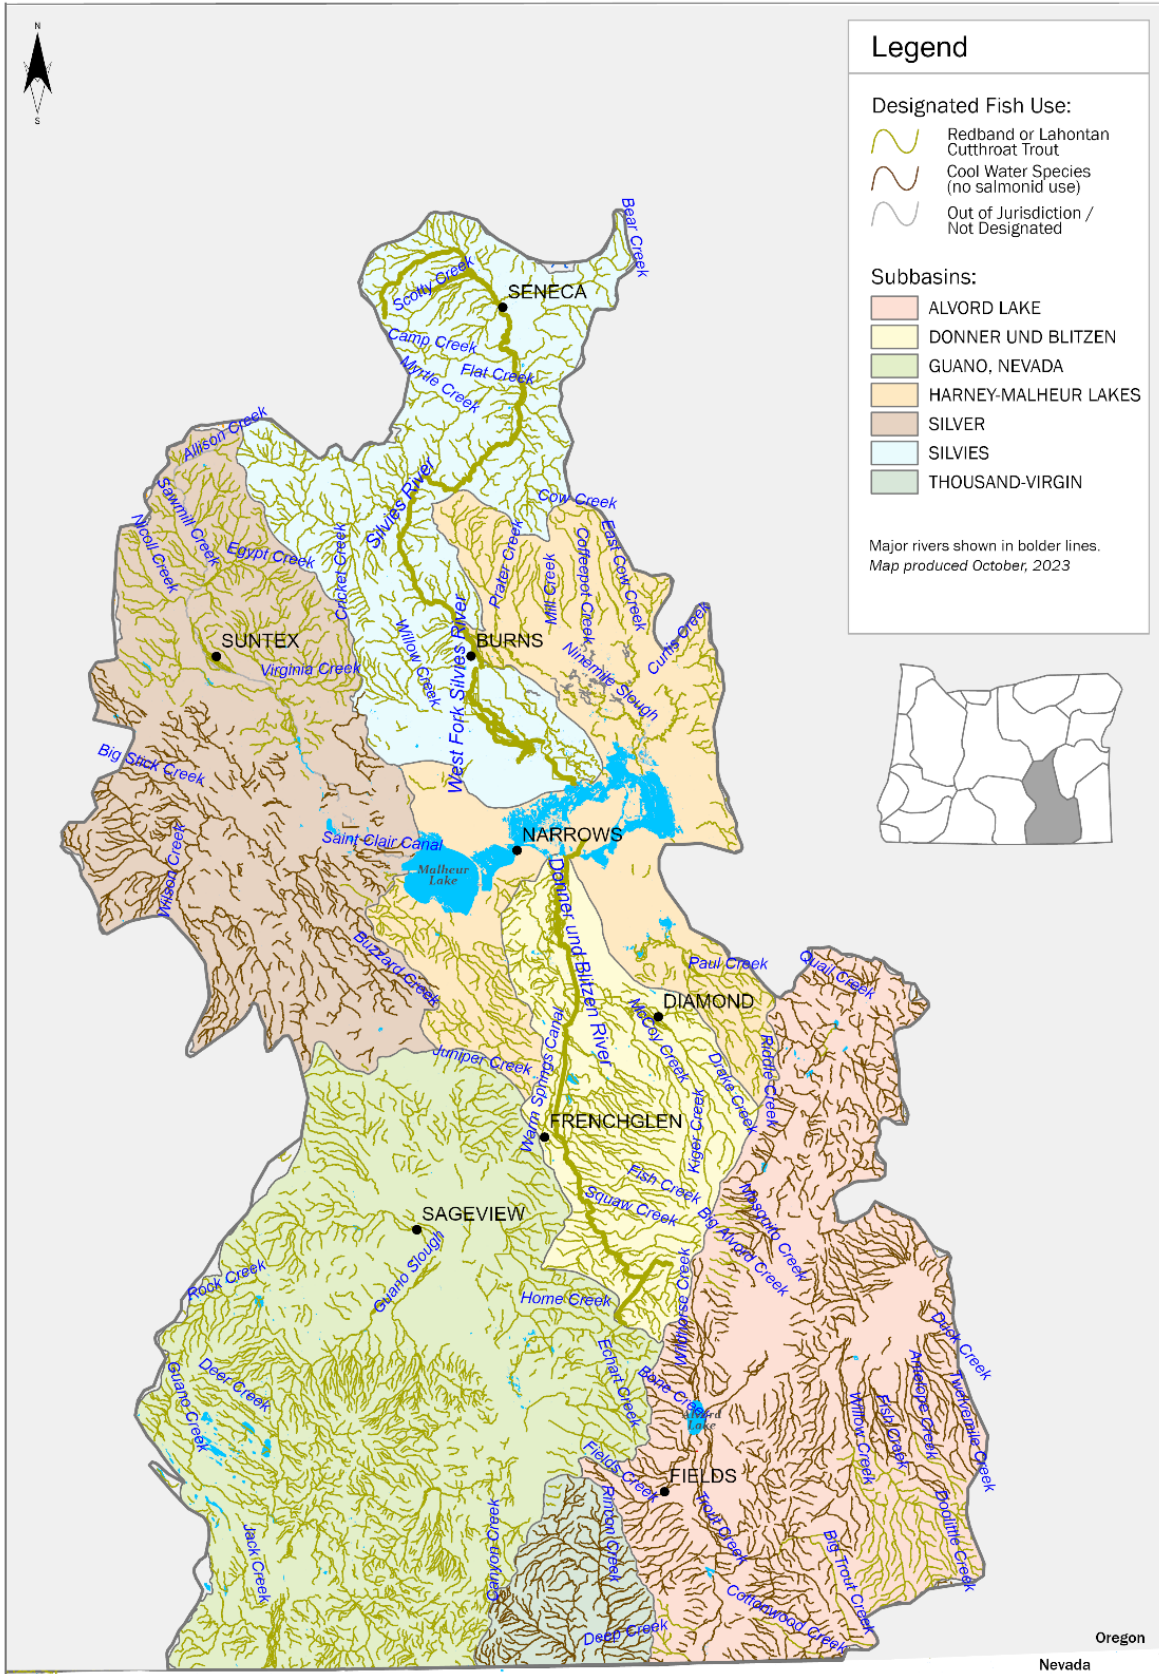 N
S
Legend
Designated Fish Use:
Redband or Lahontan
Cutthroat Trout
Cool Water Species
(no salmonid use)
Out of Jurisdiction /
Not Designated
Subbasins:
ALVORD LAKE
DONNER UND BLITZEN
GUANO, NEVADA
HARNEY-MALHEUR LAKES
SILVER
SILVIES
THOUSAND-VIRGIN
Major rivers shown in bolder lines.
Map produced October, 2023
Bear Creek
Scotty Creek
SENECA
Camp Creek
Myrtle Creek
Flat Creek
Allison Creek
Silvies River
Cow Creek
Sawmill Creek
Nicoll Creek
Egypt Creek
Cricket Creek
Prater Creek
Mill Creek
Coffeepot Creek
East Cow Creek
Curtis Creek
SUNTEX
Virginia Creek
Willow Creek
West Fork Silvies River
BURNS
Ninemile Slough
Big Stick Creek
Wilson Creek
Saint Clair Canal
NARROWS
Malheur
Lake
Donner und Blitzen River
Buzzard Creek
Paul Creek
Quail Creek
DIAMOND
McCoy Creek
Juniper Creek
Warm Springs Canal
Drake Creek
Riddle Creek
Kiger Creek
FRENCHGLEN
Fish Creek
Squaw Creek
Mosquito Creek
Big Alvord Creek
SAGEVIEW
Guano Slough
Rock Creek
Home Creek
Wildhorse Creek
Deer Creek
Guano Creek
Echart Creek
Bone Creek
Alvord
Lake
Duck Creek
Antelope Creek
Twelvemile Creek
Fish Creek
Willow Creek
Fields Creek
FIELDS
Rincon Creek
Trout Creek
Doolittle Creek
Big Trout Creek
Jack Creek
Canyon Creek
Cottonwood Creek
Deep Creek
Oregon
Nevada